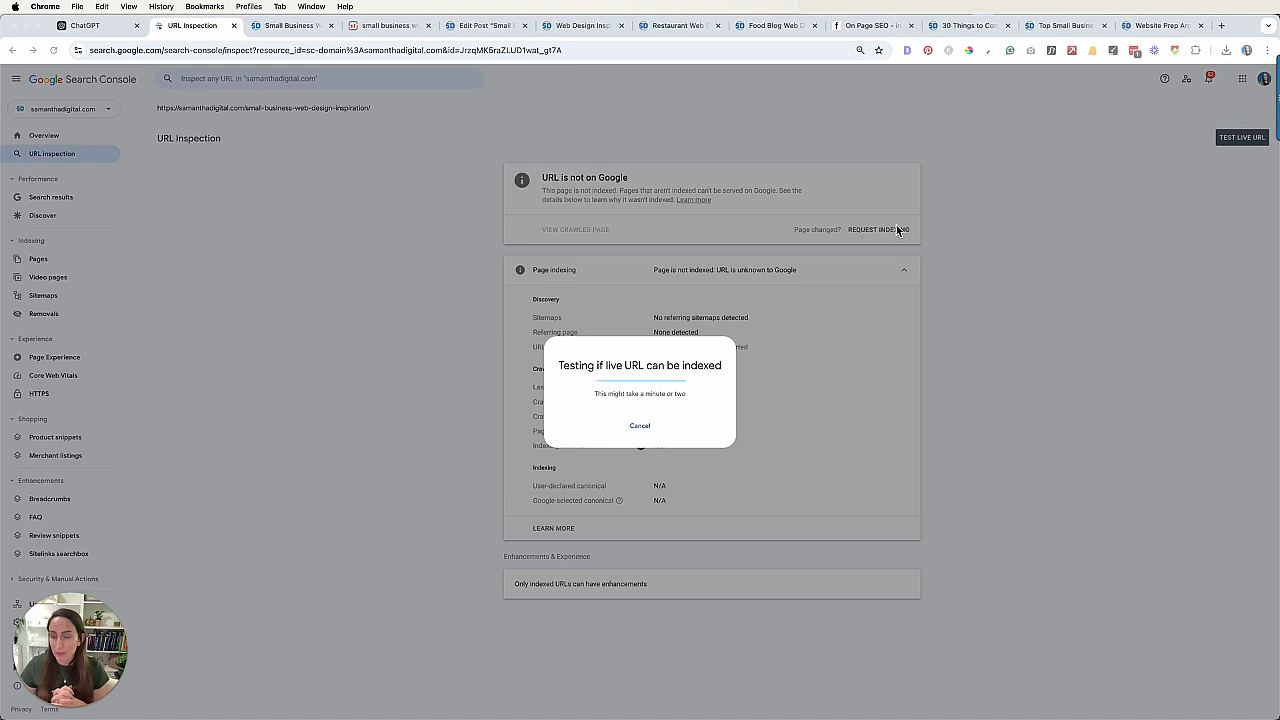 Chrome File Edit View History Bookmarks Profiles Tab Window Help
ChatGPT
URL Inspection
Small Business W
small business w
Edit Post "Small
Web Design Insp
Restaurant Web
Food Blog Web D
On Page SEO
30 Things to Con
Top Small Busine
Website Prep
search.google.com/search-console/inspect?resource_id=sc-domain%3Asamanthadigital.com&id=JrzqMK5raZLUD1wat_gt7A
Google Search Console
Inspect any URL in "samanthadigital.com"
samanthadigital.com
https://samanthadigital.com/small-business-web-design-inspiration/
Overview
URL inspection
Performance
Search results
Discover
Indexing
Pages
Video pages
Sitemaps
Removals
Experience
Page Experience
Core Web Vitals
HTTPS
Shopping
Product snippets
Merchant listings
Enhancements
Breadcrumbs
FAQ
Review snippets
Sitelinks searchbox
Security & Manual Actions
Privacy Terms
URL Inspection
TEST LIVE URL
URL is not on Google
This page is not indexed. Pages that aren't indexed can't be served on Google. See the
details below to learn why it wasn't indexed. Learn more
VIEW CRAWLED PAGE
Page changed? REQUEST INDEXING
Page indexing
Page is not indexed: URL is unknown to Google
Discovery
Sitemaps No referring sitemaps detected
Referring page None detected
Testing if live URL can be indexed
This might take a minute or two
Cancel
Indexing
User-declared canonical N/A
Google-selected canonical N/A
LEARN MORE
Enhancements & Experience
Only indexed URLs can have enhancements